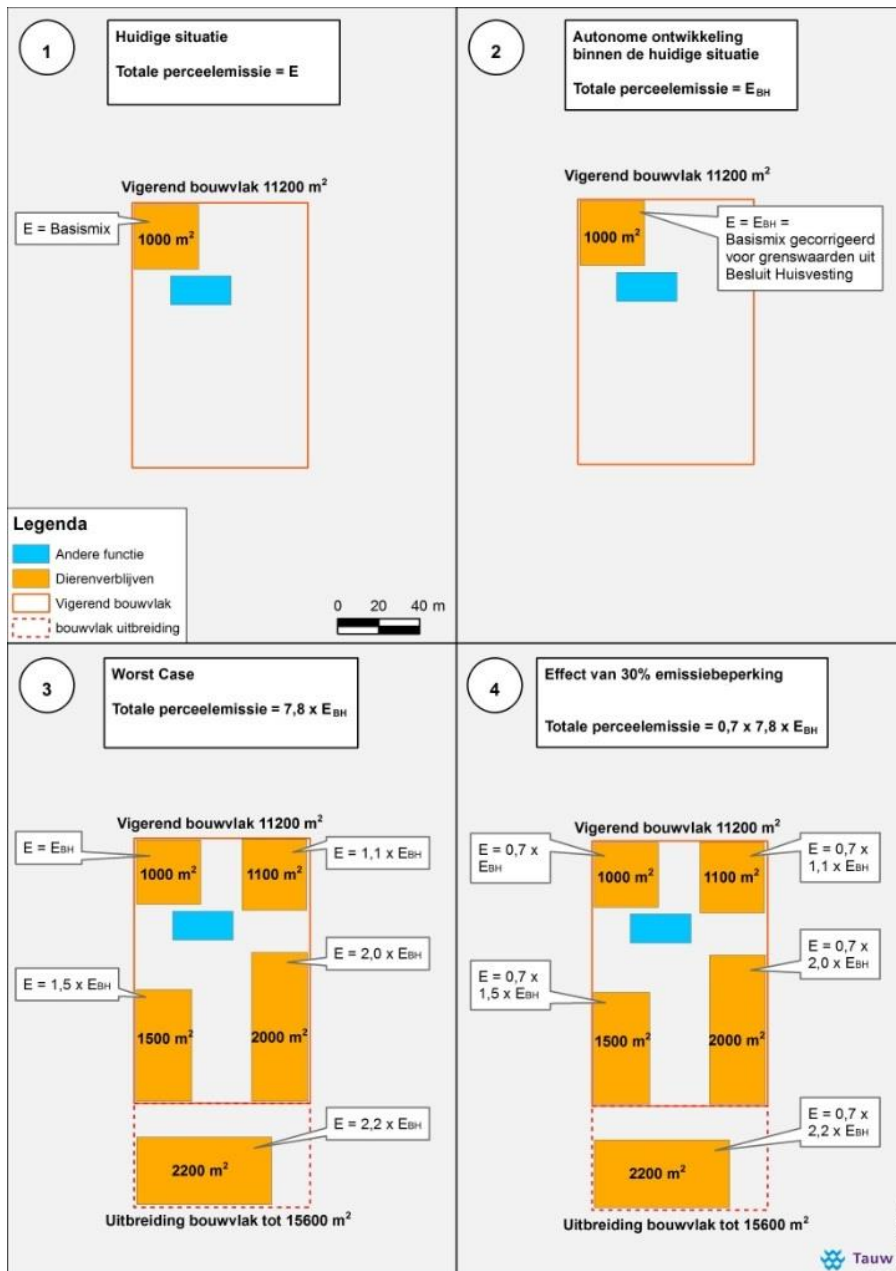 1
Huidige situatie
Totale perceelemissie = E
Vigerend bouwvlak 11200 m²
E = Basismix
1000 m²
Legenda
Andere functie
Dierenverblijven
Vigerend bouwvlak
bouwvlak uitbreiding
0 20 40 m
2
Autonome ontwikkeling
binnen de huidige situatie
Totale perceelemissie = EBH
Vigerend bouwvlak 11200 m²
1000 m²
E = EBH =
Basismix gecorrigeerd
voor grenswaarden uit
Besluit Huisvesting
3
Worst Case
Totale perceelemissie = 7,8 x EBH
Vigerend bouwvlak 11200 m²
E = EBH
1000 m²
1100 m²
E = 1,1 x EBH
E = 2,0 x EBH
E = 1,5 x EBH
1500 m²
2000 m²
E = 2,2 x EBH
2200 m²
Uitbreiding bouwvlak tot 15600 m²
4
Effect van 30% emissiebeperking
Totale perceelemissie = 0,7 x 7,8 x EBH
Vigerend bouwvlak 11200 m²
E = 0,7 x
EBH
1000 m²
1100 m²
E = 0,7 x
1,1 x EBH
E = 0,7 x
2,0 x EBH
E = 0,7 x
1,5 x EBH
1500 m²
2000 m²
E = 0,7 x
2,2 x EBH
2200 m²
Uitbreiding bouwvlak tot 15600 m²
Tauw